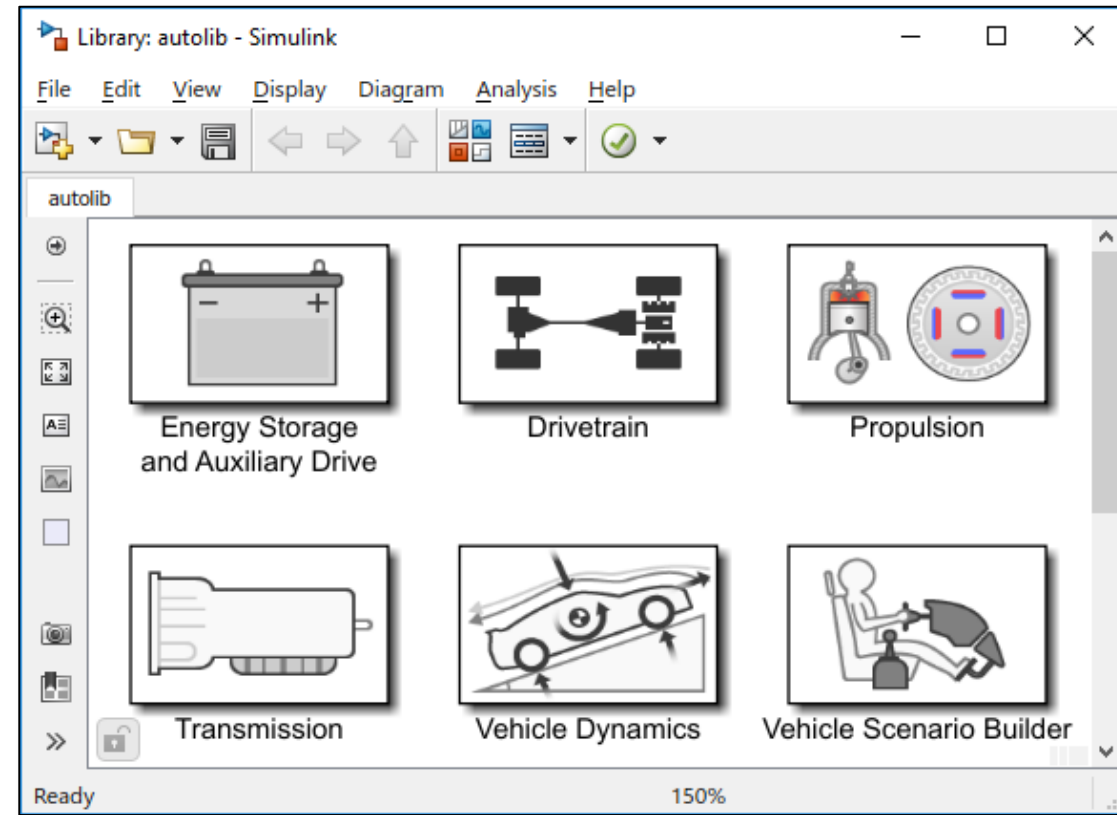 Library: autolib - Simulink
File Edit View Display Diagram Analysis Help
autolib
Energy Storage
and Auxiliary Drive
Drivetrain
Propulsion
Transmission
Vehicle Dynamics
Vehicle Scenario Builder
Ready 150%